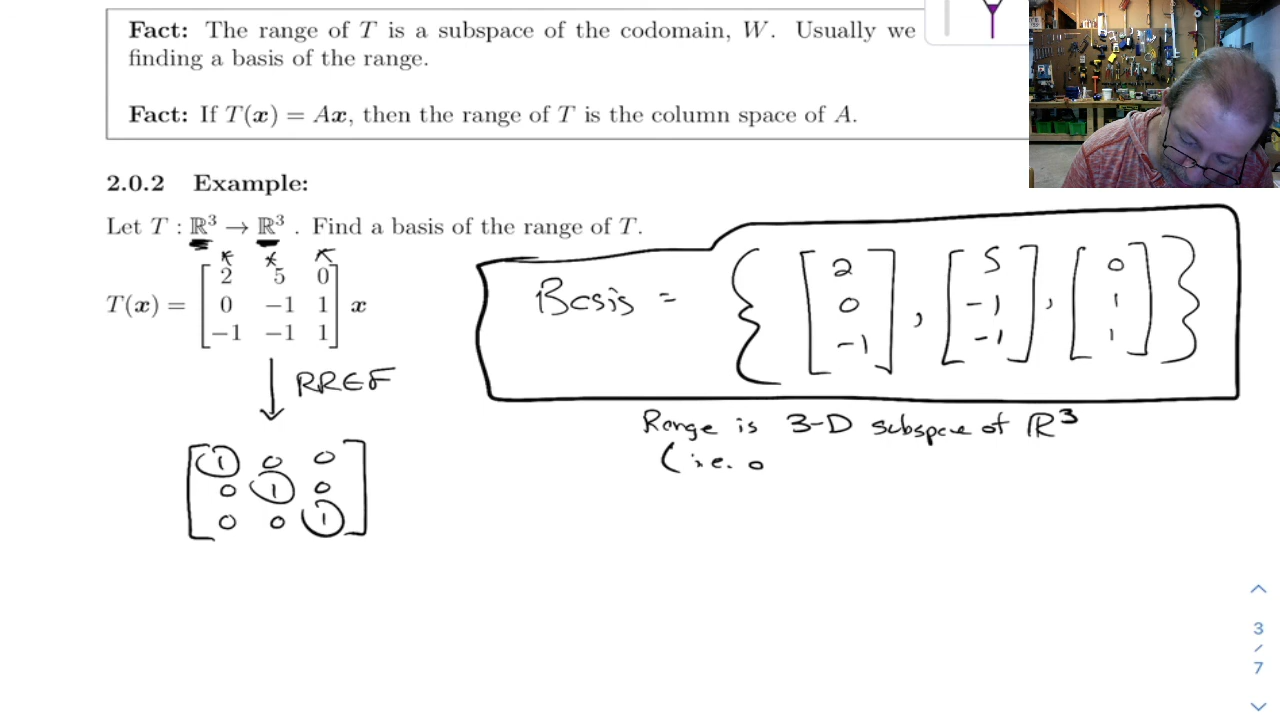 Fact: The range of T is a subspace of the codomain, W. Usually we
finding a basis of the range.
Fact: If T(x) = Ax, then the range of T is the column space of A.
2.0.2 Example:
Let T : ℝ³ → ℝ³ . Find a basis of the range of T.
* * *
2 5 0
T(x) = 0 −1 1 x
−1 −1 1
RREF
1 0 0
0 1 0
0 0 1
Basis = { [2 0 -1], [5 -1 -1], [0 1 1] }
Range is 3-D subspace of ℝ³
(i.e. o
3
/
7